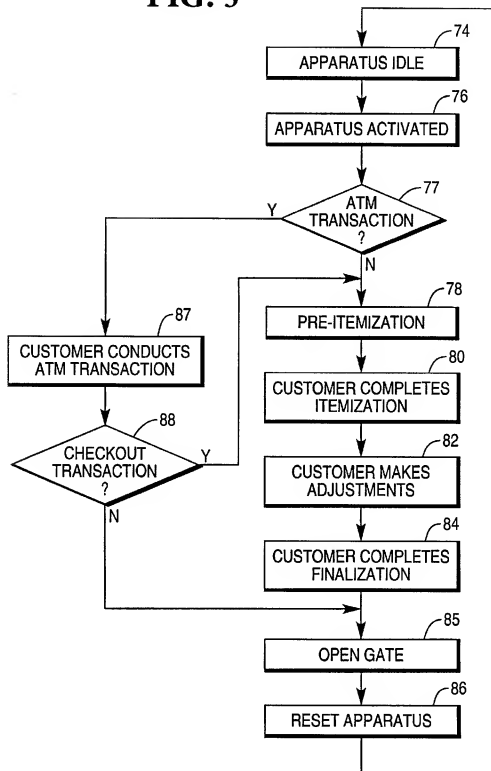 74
APPARATUS IDLE
76
APPARATUS ACTIVATED
77
ATM
TRANSACTION
?
Y
N
78
PRE-ITEMIZATION
87
CUSTOMER CONDUCTS
ATM TRANSACTION
80
CUSTOMER COMPLETES
ITEMIZATION
88
CHECKOUT
TRANSACTION
?
Y
N
82
CUSTOMER MAKES
ADJUSTMENTS
84
CUSTOMER COMPLETES
FINALIZATION
85
OPEN GATE
86
RESET APPARATUS